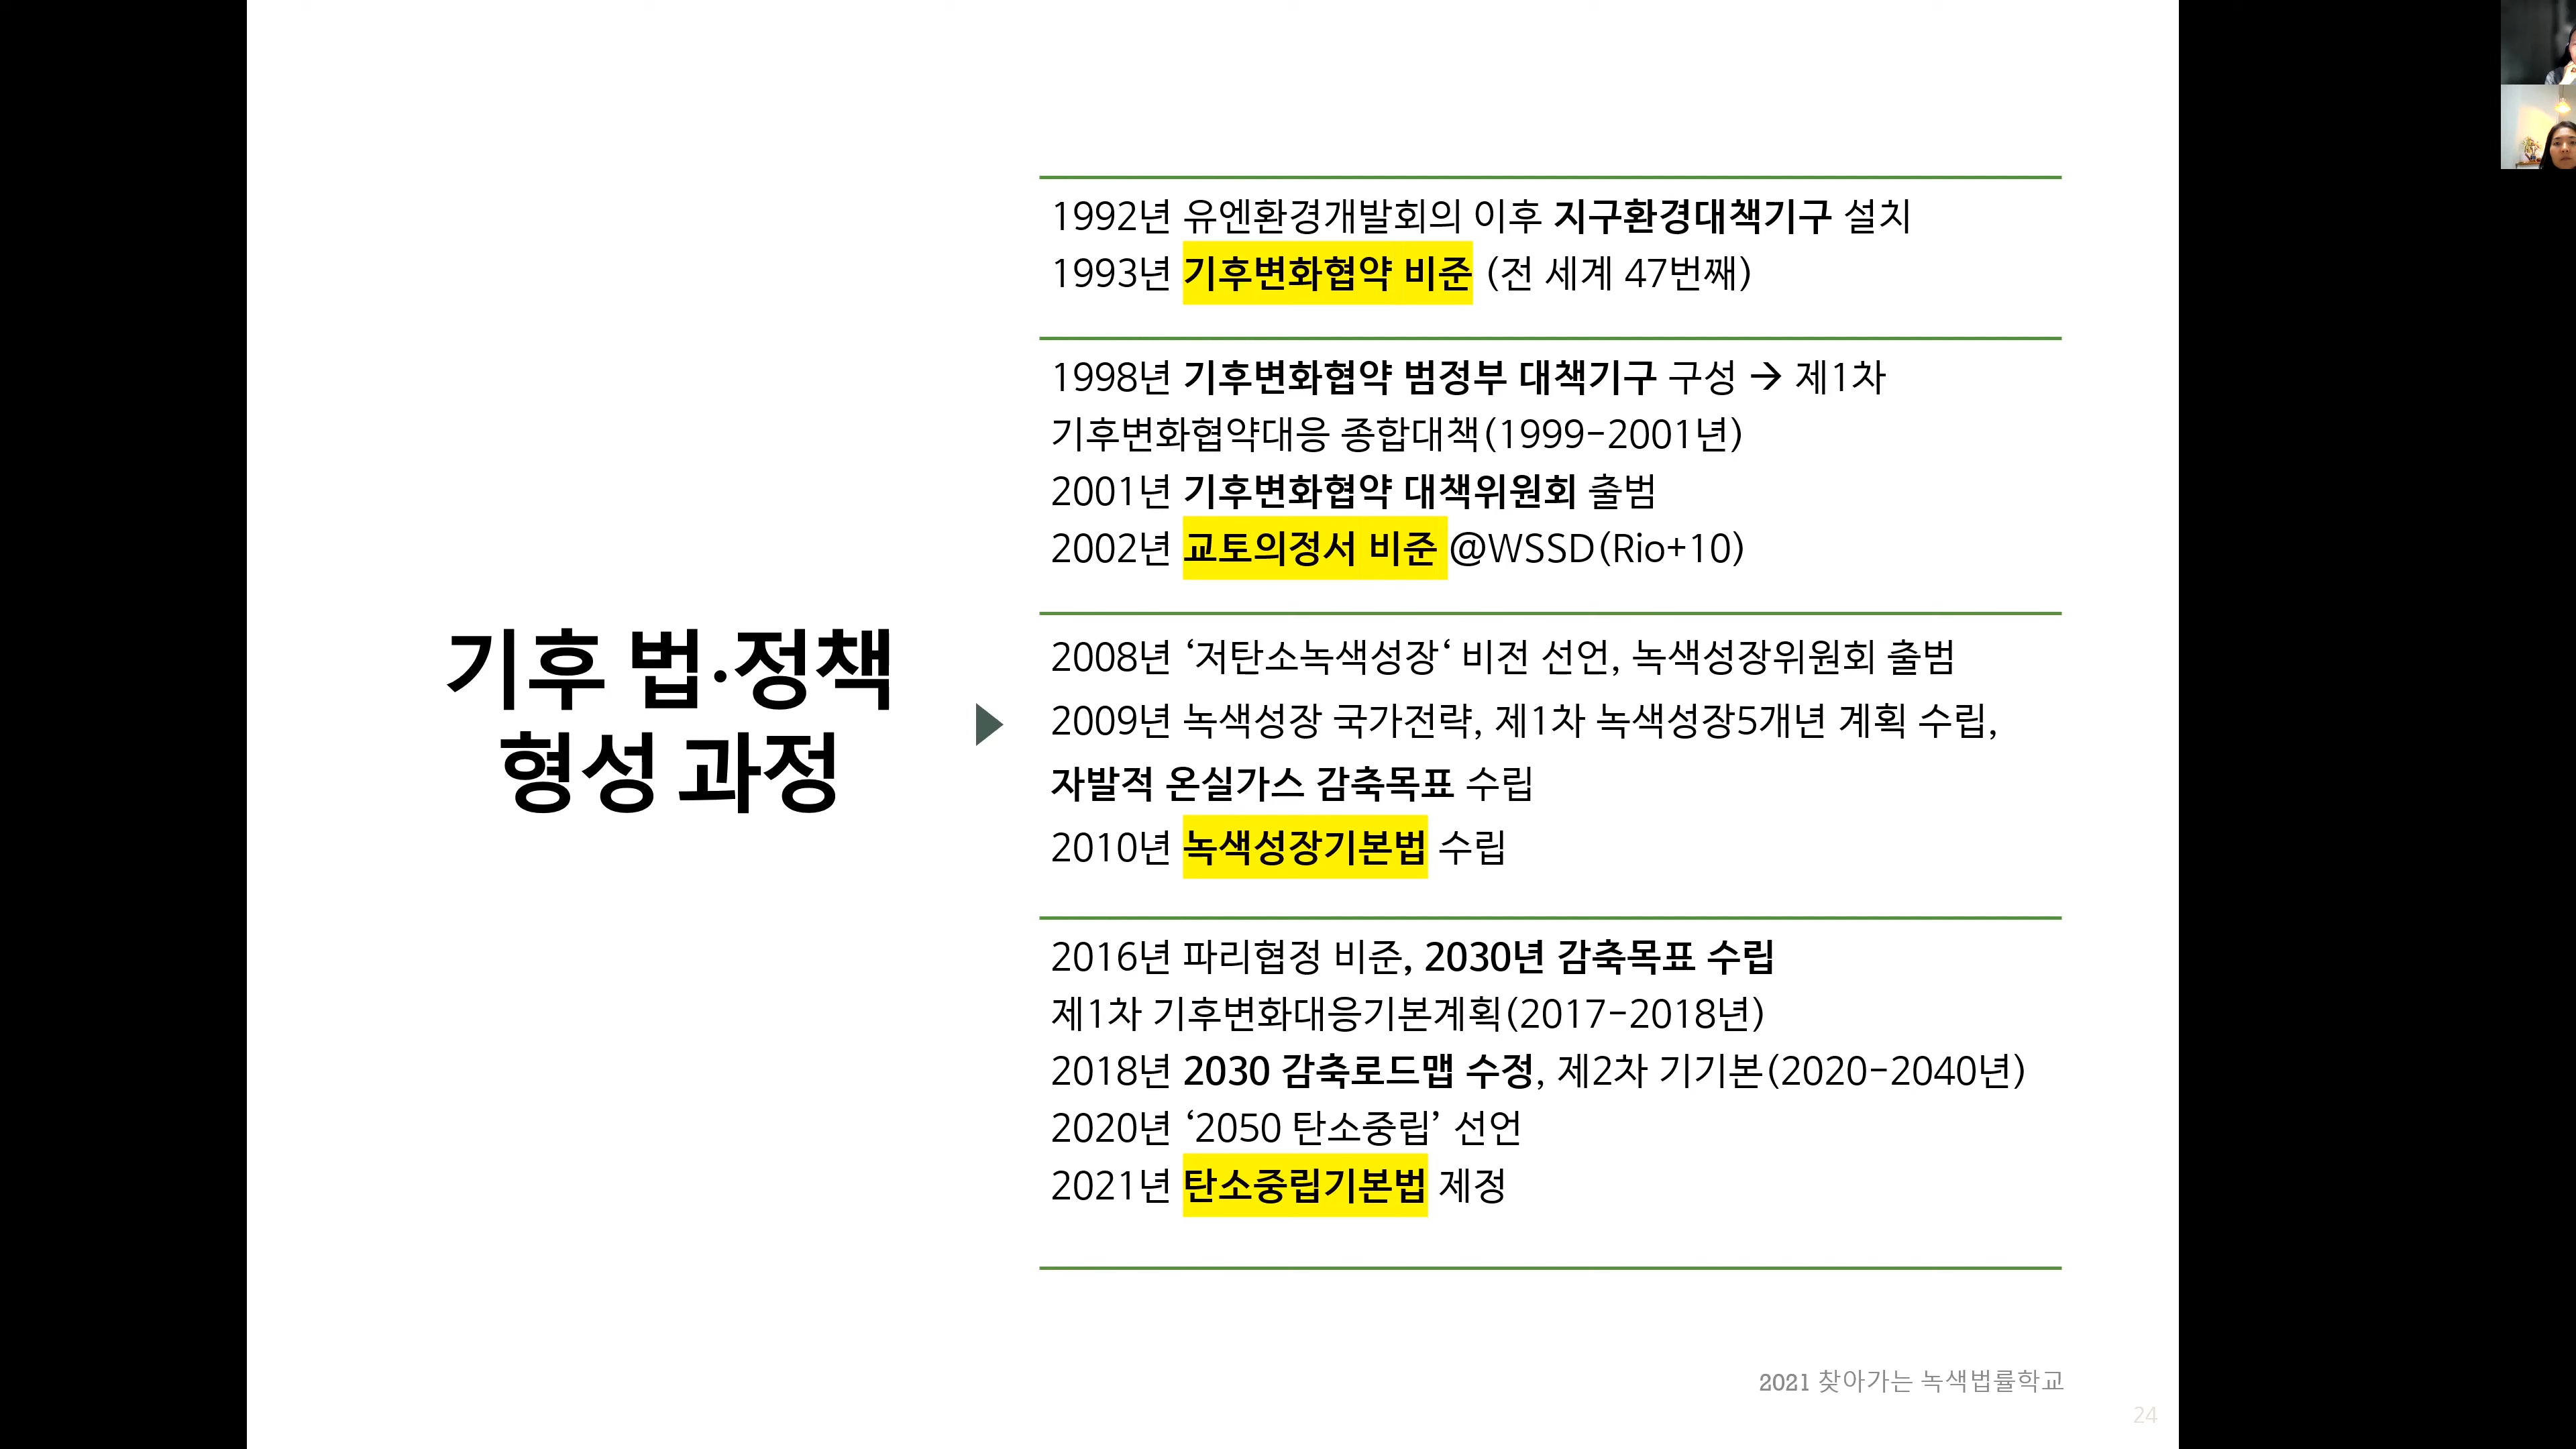 기후 법·정책
형성 과정
1992년 유엔환경개발회의 이후 지구환경대책기구 설치
1993년 기후변화협약 비준 (전 세계 47번째)
1998년 기후변화협약 범정부 대책기구 구성 → 제1차
기후변화협약대응 종합대책(1999-2001년)
2001년 기후변화협약 대책위원회 출범
2002년 교토의정서 비준 @WSSD(Rio+10)
2008년 ‘저탄소녹색성장‘ 비전 선언, 녹색성장위원회 출범
2009년 녹색성장 국가전략, 제1차 녹색성장5개년 계획 수립,
자발적 온실가스 감축목표 수립
2010년 녹색성장기본법 수립
2016년 파리협정 비준, 2030년 감축목표 수립
제1차 기후변화대응기본계획(2017-2018년)
2018년 2030 감축로드맵 수정, 제2차 기기본(2020-2040년)
2020년 ‘2050 탄소중립’ 선언
2021년 탄소중립기본법 제정
2021 찾아가는 녹색법률학교
24